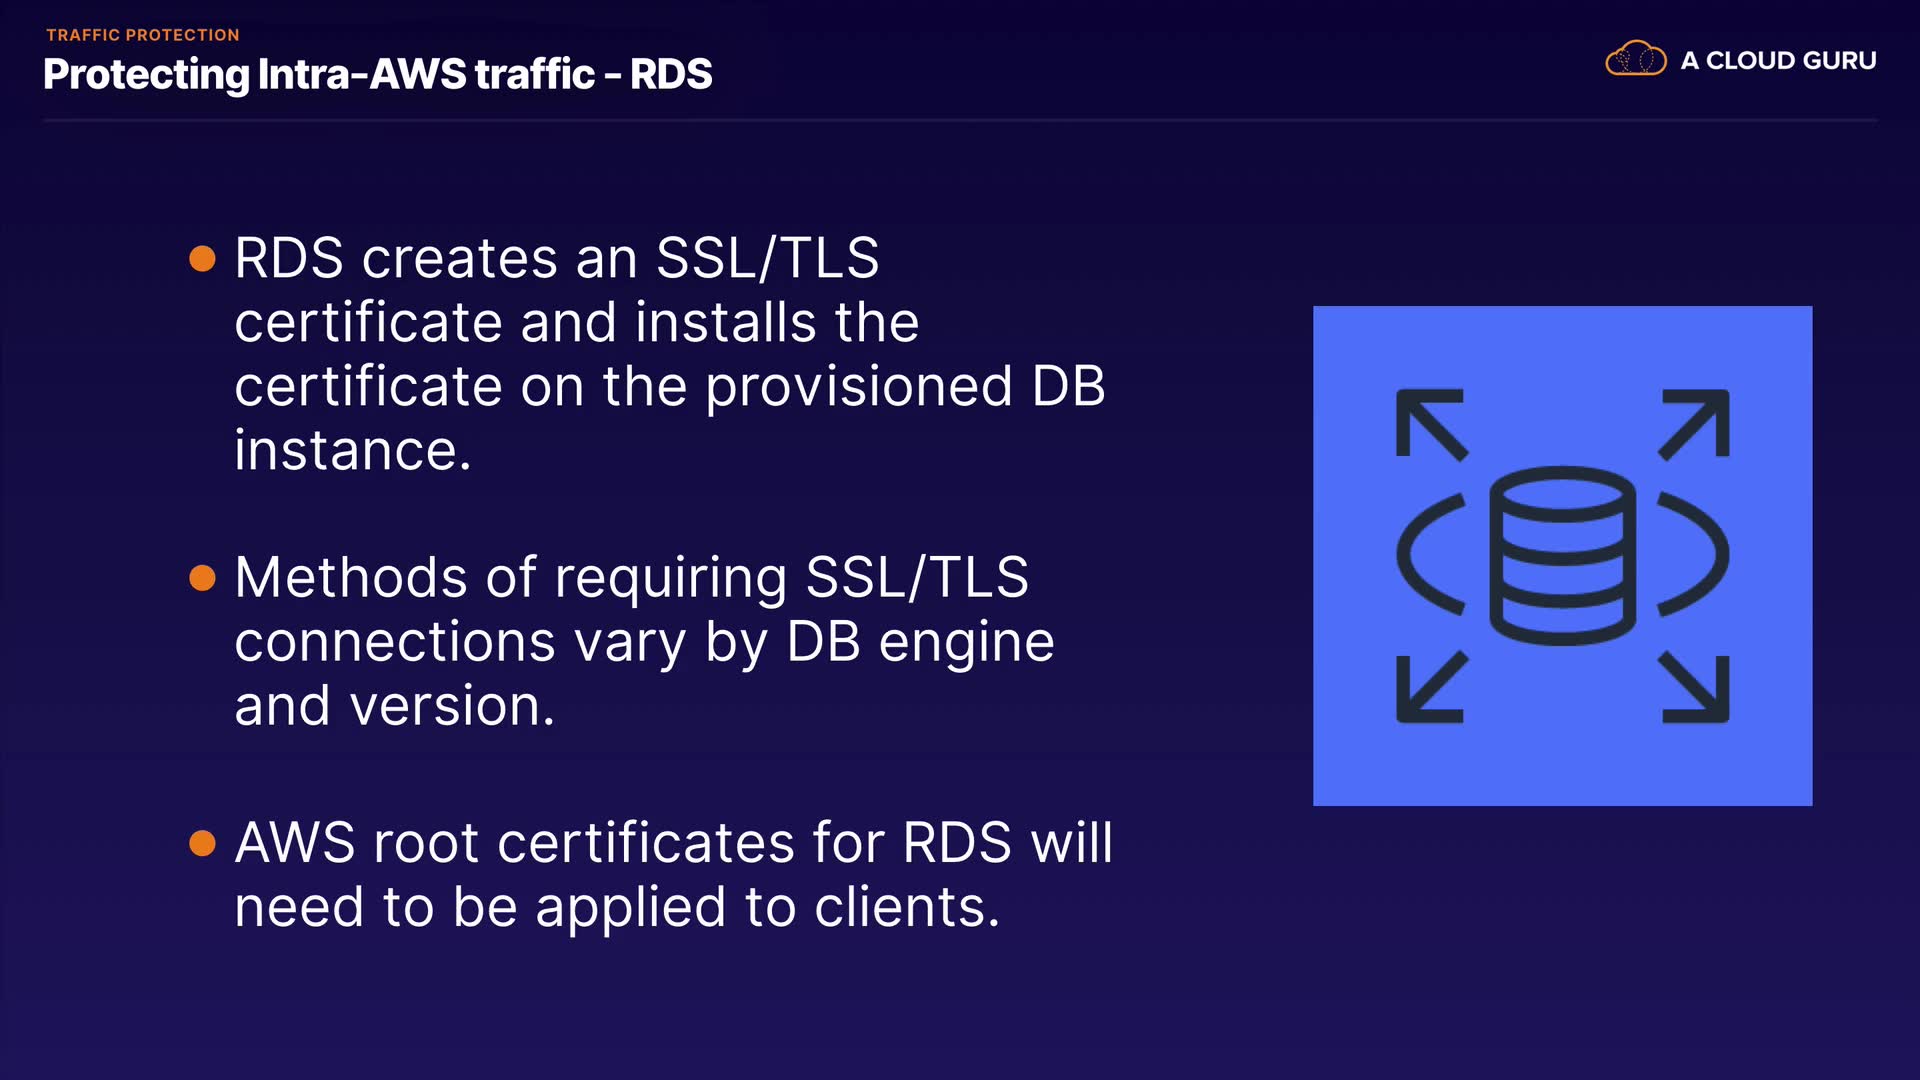 TRAFFIC PROTECTION
Protecting Intra-AWS traffic - RDS
A CLOUD GURU
RDS creates an SSL/TLS
certificate and installs the
certificate on the provisioned DB
instance.
Methods of requiring SSL/TLS
connections vary by DB engine
and version.
AWS root certificates for RDS will
need to be applied to clients.